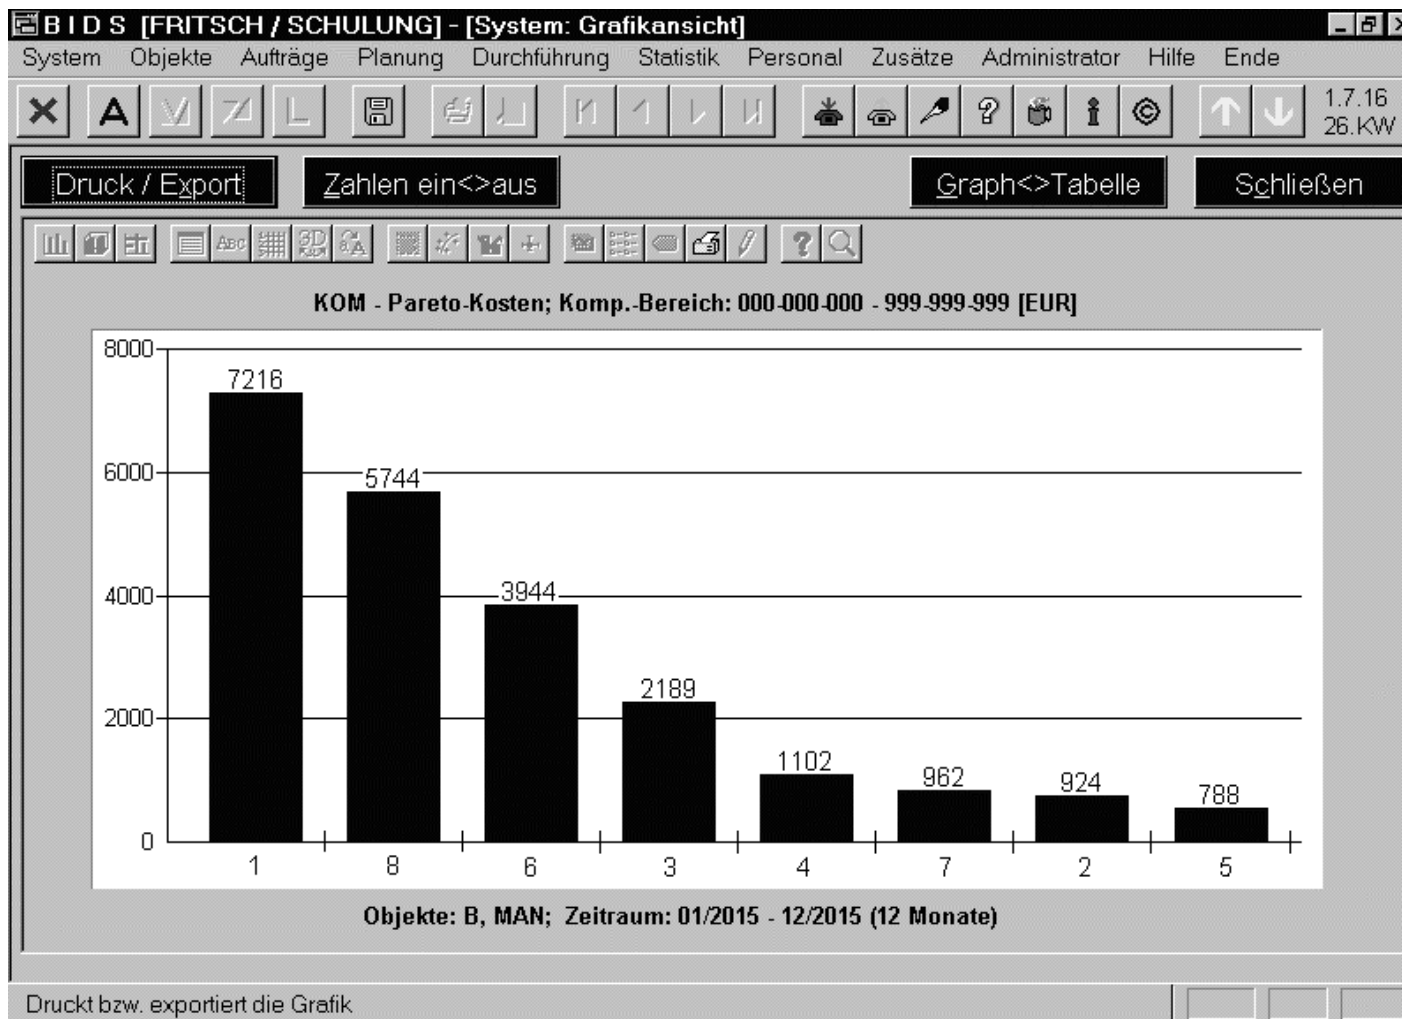 B I D S [FRITSCH / SCHULUNG] - [System: Grafikansicht]
System Objekte Aufträge Planung Durchführung Statistik Personal Zusätze Administrator Hilfe Ende
1.7.16
26.KW
Druck / Export Zahlen ein<>aus Graph<>Tabelle Schließen
ABC 3D
KOM - Pareto-Kosten; Komp.-Bereich: 000-000-000 - 999-999-999 [EUR]
8000
7216
6000
5744
4000
3944
2189
2000
1102
962
924
788
0
1 8 6 3 4 7 2 5
Objekte: B, MAN; Zeitraum: 01/2015 - 12/2015 (12 Monate)
Druckt bzw. exportiert die Grafik